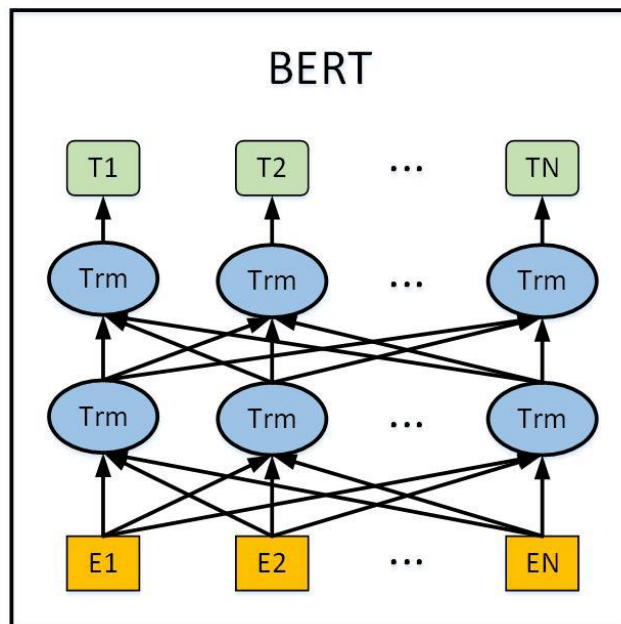 BERT
T1 T2 ... TN
Trm Trm ... Trm
Trm Trm ... Trm
E1 E2 ... EN